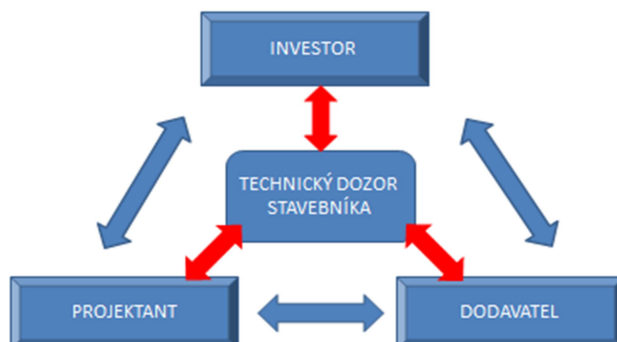 INVESTOR
TECHNICKÝ DOZOR
STAVEBNÍKA
PROJEKTANT
DODAVATEL